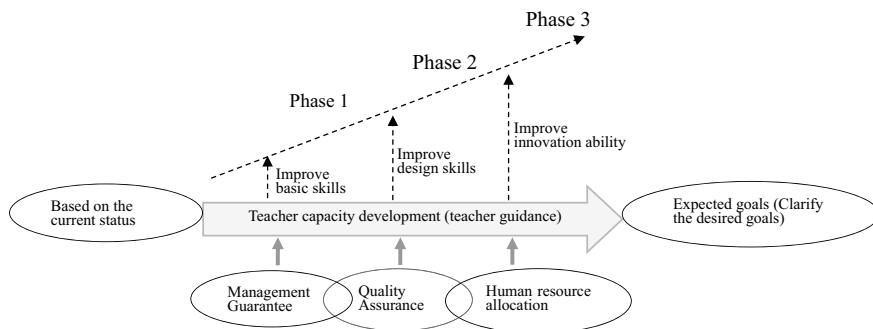 Phase 3
Phase 2
Phase 1
Improve
innovation ability
Improve
design skills
Improve
basic skills
Based on the
current status
Teacher capacity development (teacher guidance)
Expected goals (Clarify
the desired goals)
Management
Guarantee
Quality
Assurance
Human resource
allocation